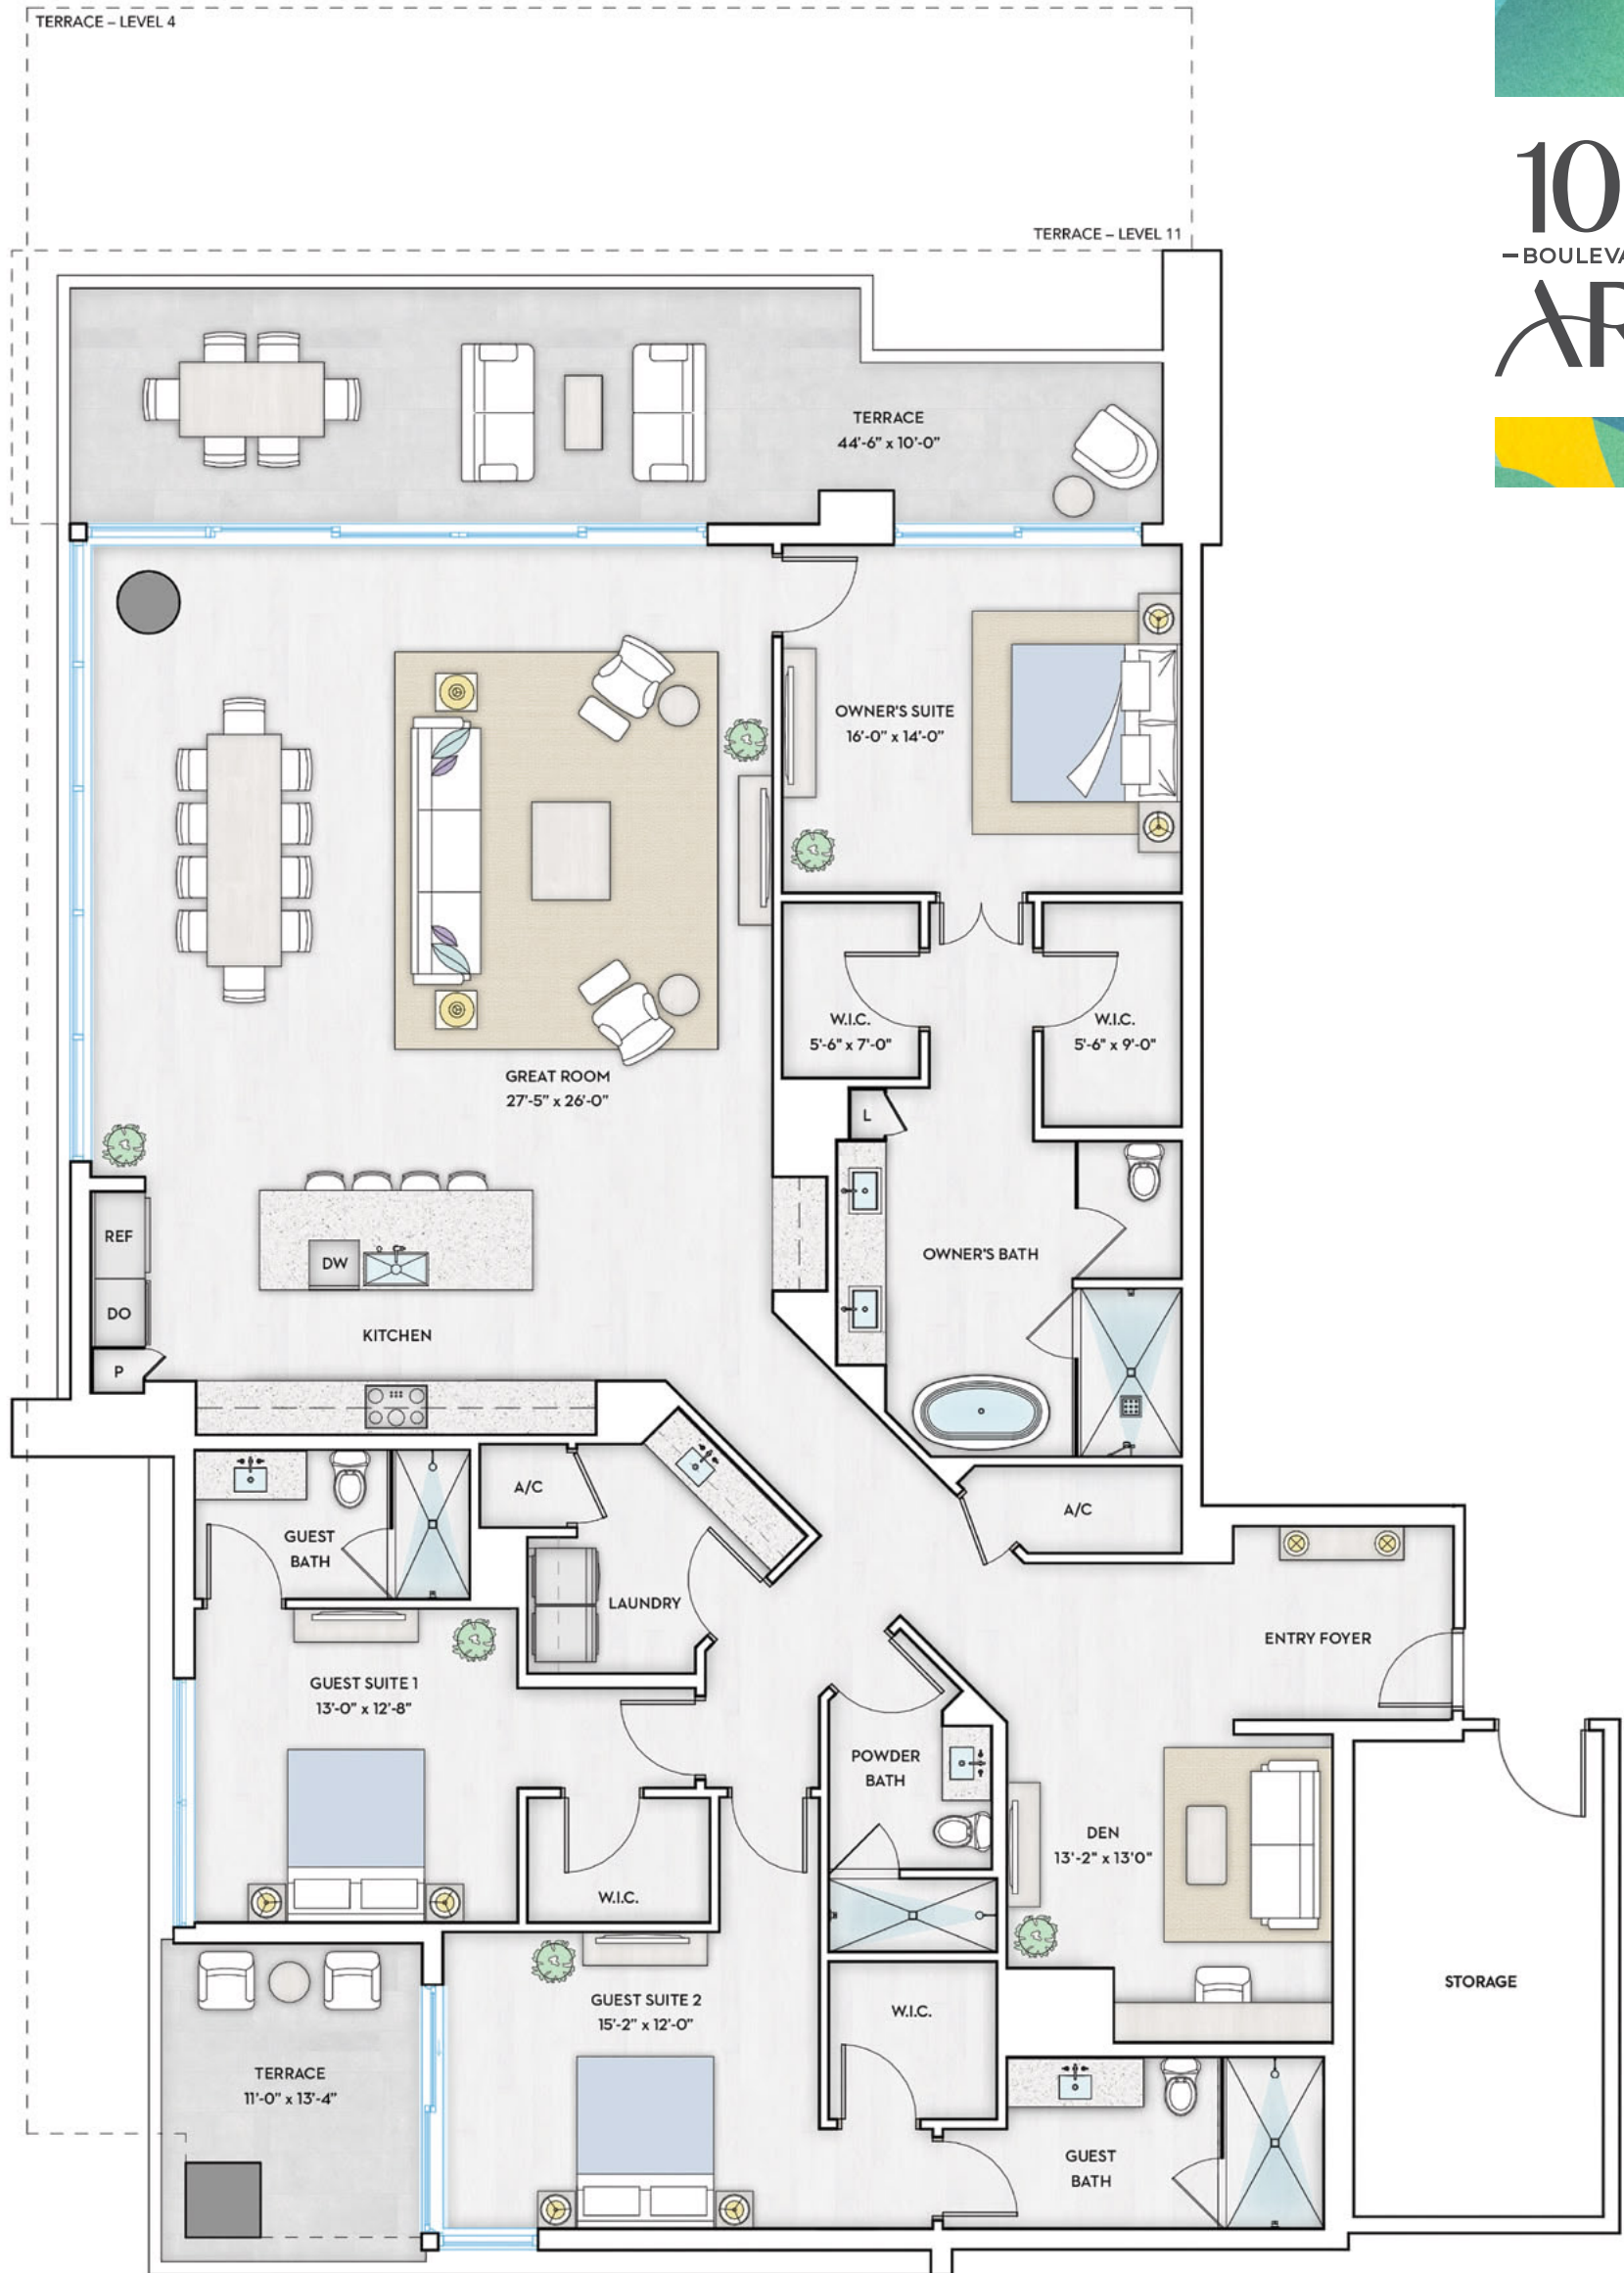 TERRACE – LEVEL 4
10
BOULEVA
AR
TERRACE – LEVEL 11
TERRACE
44'-6" x 10'-0"
OWNER'S SUITE
16'-0" x 14'-0"
W.I.C.
5'-6" x 7'-0"
W.I.C.
5'-6" x 9'-0"
GREAT ROOM
27'-5" x 26'-0"
L
REF
DW
OWNER'S BATH
DO
KITCHEN
P
A/C
A/C
GUEST
BATH
LAUNDRY
ENTRY FOYER
GUEST SUITE 1
13'-0" x 12'-8"
POWDER
BATH
DEN
13'-2" x 13'0"
W.I.C.
STORAGE
GUEST SUITE 2
15'-2" x 12'-0"
W.I.C.
TERRACE
11'-0" x 13'-4"
GUEST
BATH